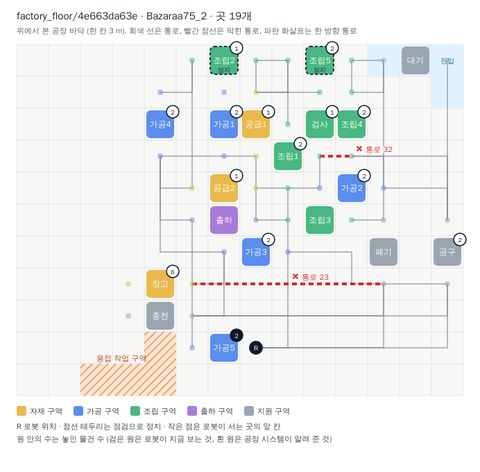 factory_floor/4e663da63e · Bazaraa75_2 · 곳 19개
위에서 본 공장 바닥 (한 칸 3 m). 회색 선은 통로, 빨간 점선은 막힌 통로, 파란 화살표는 한 방향 통로
조립2 1 정지
조립5 2 정지
대기
진입
가공4 2
가공1 2
공급1 1
검사 1
조립4 2
조립1 2
✕ 통로 32
공급2 1
가공2 2
출하
조립3
가공3 2
폐기
공구 2
창고 6
✕ 통로 23
충전
가공5 2
R
용접 작업 구역
자재 구역 가공 구역 조립 구역 출하 구역 지원 구역
R 로봇 위치 · 점선 테두리는 점검으로 정지 · 작은 점은 로봇이 서는 곳의 앞 칸
원 안의 수는 놓인 물건 수 (검은 원은 로봇이 지금 보는 것, 흰 원은 공장 시스템이 알려 준 것)